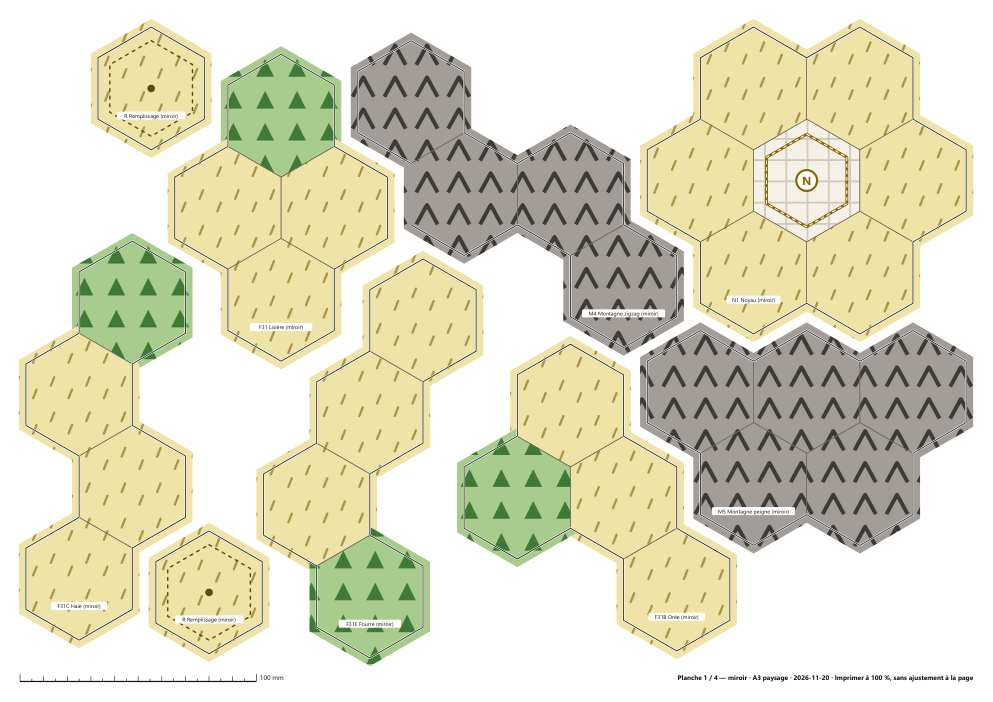 R Remplissage (miroir)
N
N1 Noyau (miroir)
M4 Montagne zigzag (miroir)
F31 Lisière (miroir)
M5 Montagne peigne (miroir)
F31C Haie (miroir)
R Remplissage (miroir)
F31E Fourré (miroir)
F31B Orée (miroir)
100 mm
Planche 1 / 4 — miroir · A3 paysage · 2026-11-20 · Imprimer à 100 %, sans ajustement à la page